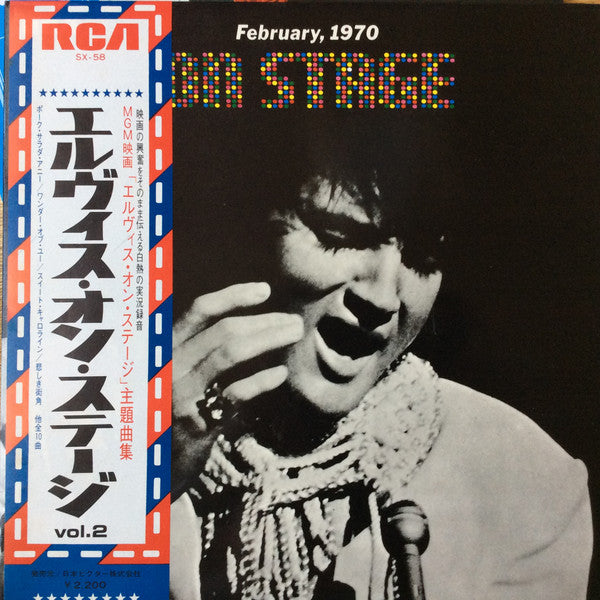 RCA
SX-58
エルヴィス・オン・ステージ
vol.2
映画の興奮をそのまま伝える白熱の実況録音
MGM映画「エルヴィス・オン・ステージ」主題曲集
ポーク・サラダ・アニー/ワンダー・オブ・ユー/スイート・キャロライン/悲しき街角 他全10曲
発売元/日本ビクター株式会社
¥2,200
February, 1970
ON STAGE